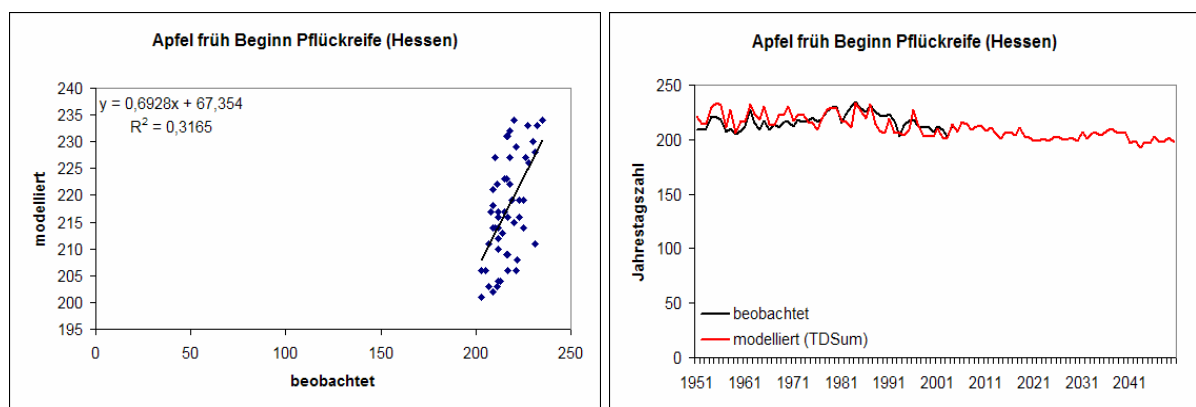 Apfel früh Beginn Pflückreife (Hessen)
y = 0,6928x + 67,354
R² = 0,3165
modelliert
240
235
230
225
220
215
210
205
200
195
0 50 100 150 200 250
beobachtet
Apfel früh Beginn Pflückreife (Hessen)
Jahrestagszahl
250
200
150
100
50
0
beobachtet
modelliert (TDSum)
1951 1961 1971 1981 1991 2001 2011 2021 2031 2041